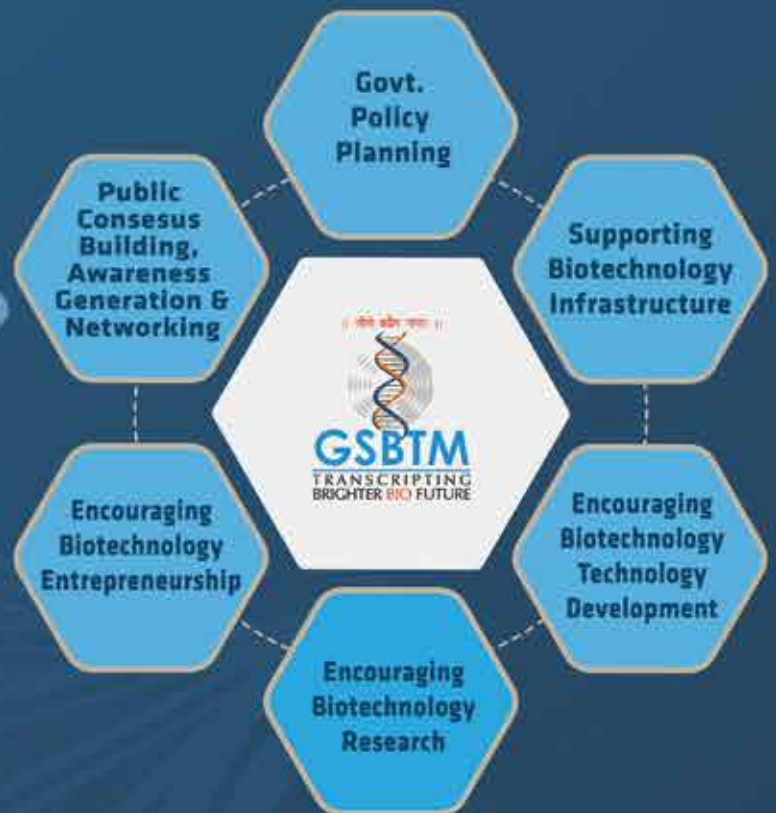 Govt.
Policy
Planning
Supporting
Biotechnology
Infrastructure
Encouraging
Biotechnology
Technology
Development
Encouraging
Biotechnology
Research
Encouraging
Biotechnology
Entrepreneurship
Public
Consesus
Building,
Awareness
Generation &
Networking
GSBTM
TRANSCRIPTING
BRIGHTER BIO FUTURE